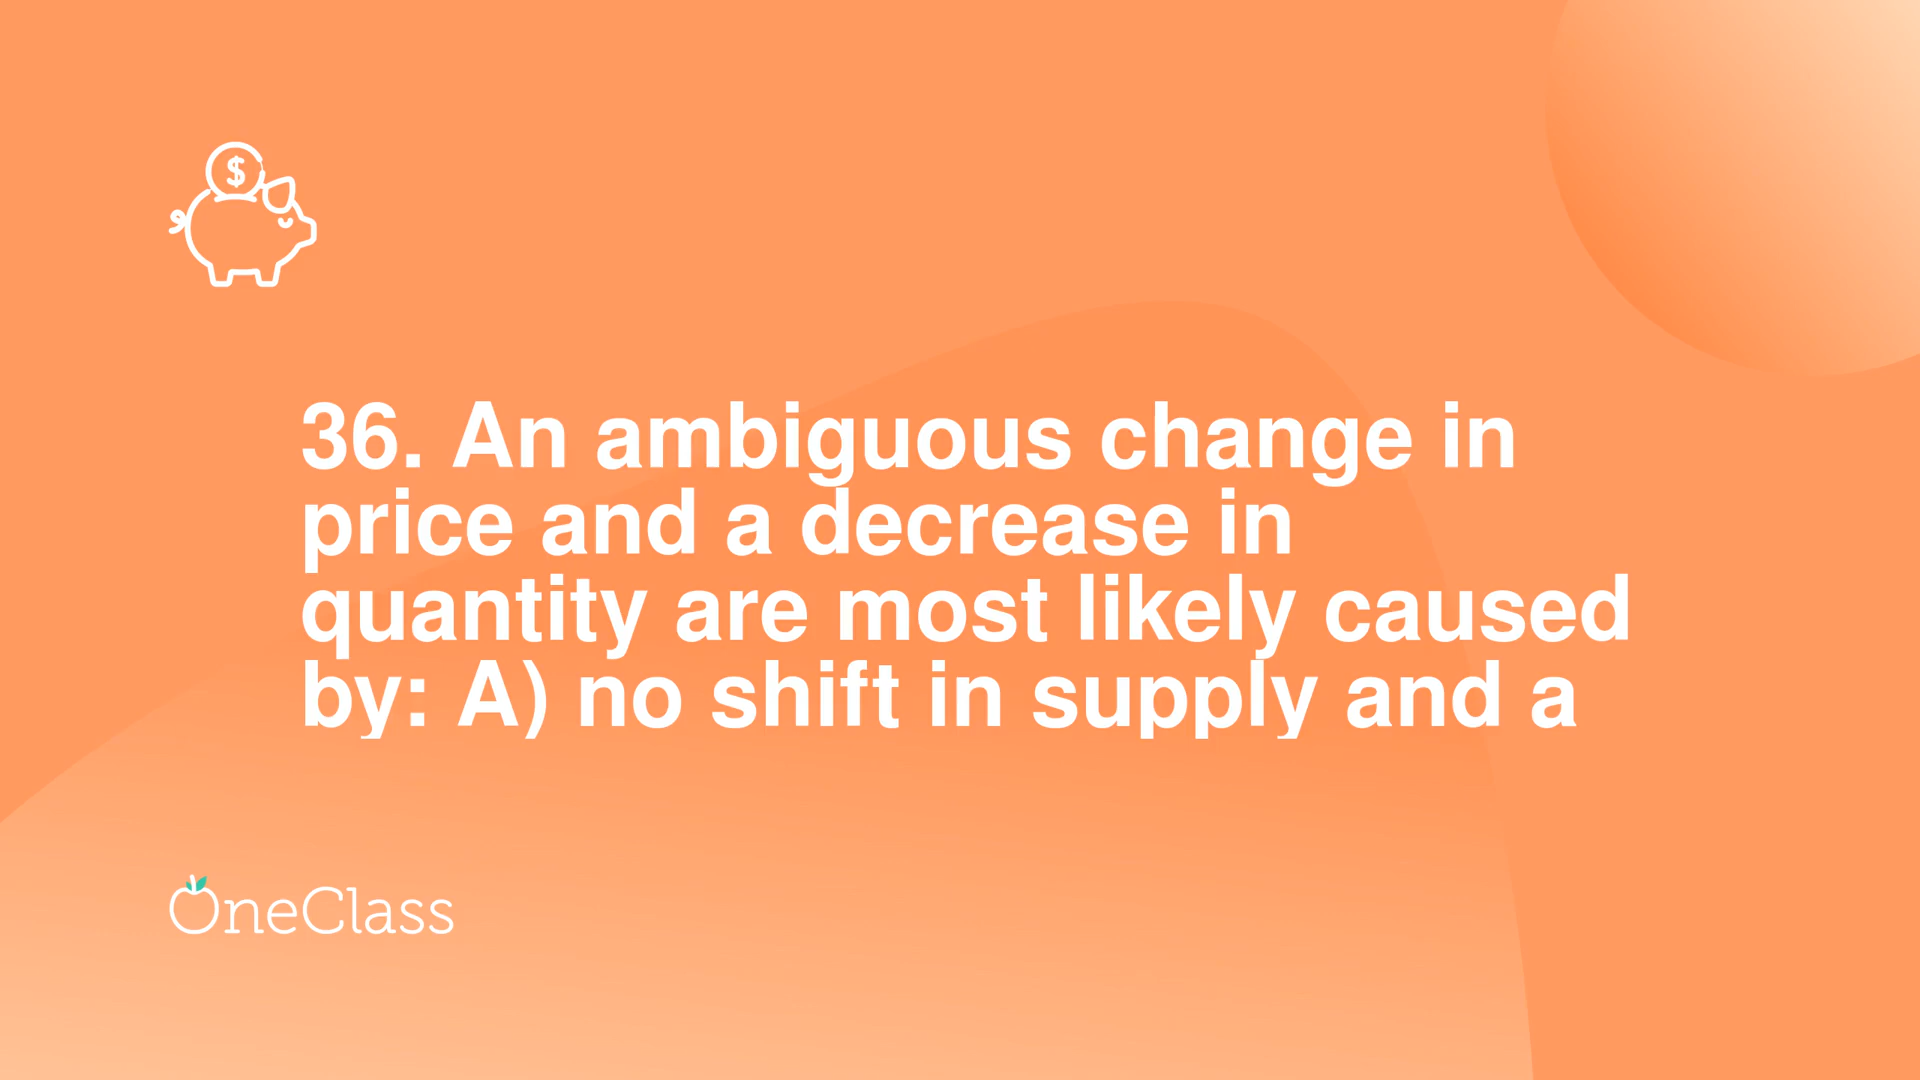 $
36. An ambiguous change in
price and a decrease in
quantity are most likely caused
by: A) no shift in supply and a
OneClass